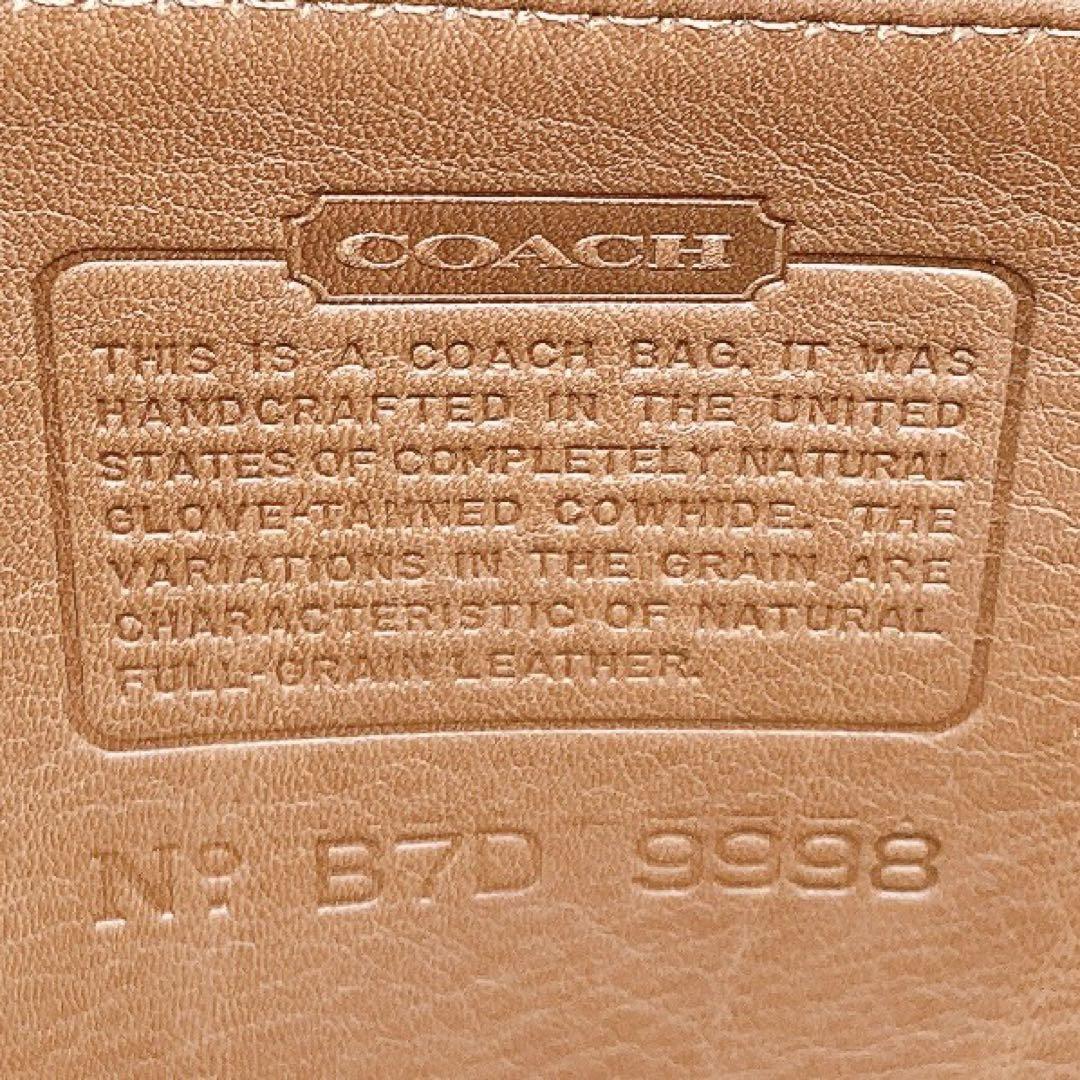 COACH
THIS IS A COACH BAG. IT WAS
HANDCRAFTED IN THE UNITED
STATES OF COMPLETELY NATURAL
GLOVE-TANNED COWHIDE. THE
VARIATIONS IN THE GRAIN ARE
CHARACTERISTIC OF NATURAL
FULL-GRAIN LEATHER.
Nº B7D 9998